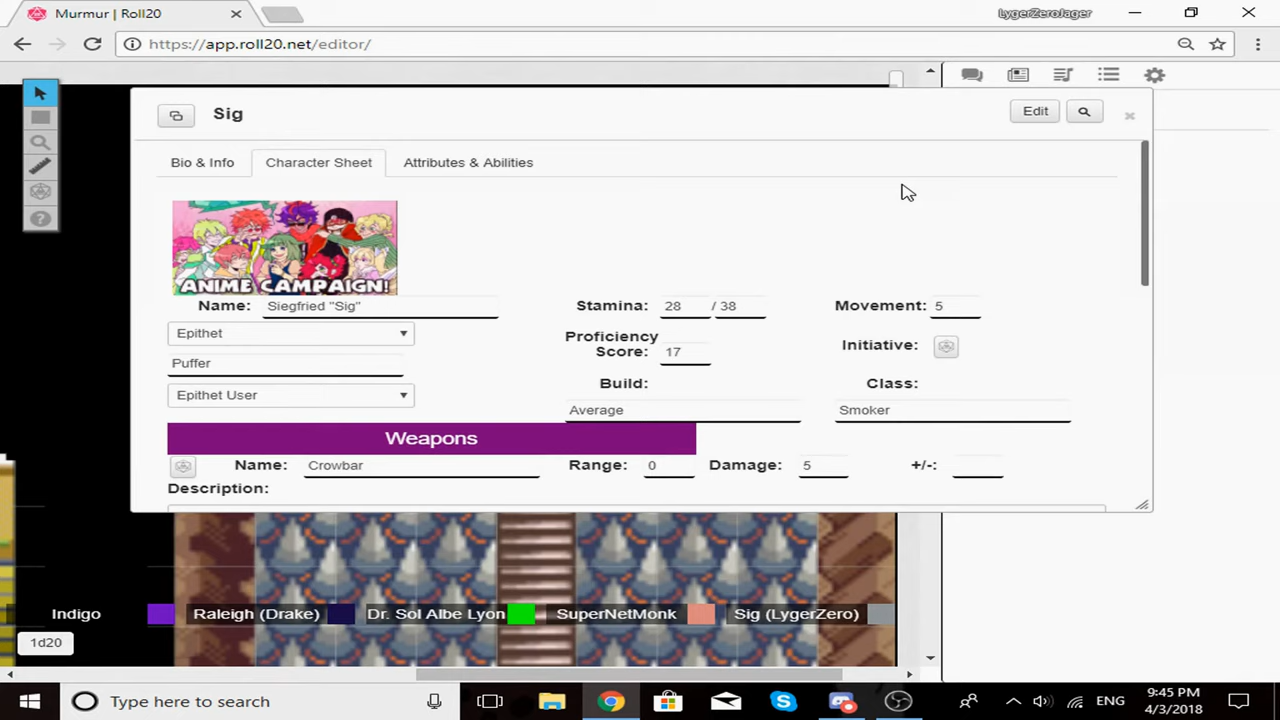 Murmur | Roll20
LygerZeroJager
https://app.roll20.net/editor/
Sig
Edit
Bio & Info
Character Sheet
Attributes & Abilities
ANIME CAMPAIGN!
Name: Siegfried "Sig"
Stamina: 28 / 38
Movement: 5
Epithet
Proficiency
Score: 17
Initiative:
Puffer
Build:
Class:
Epithet User
Average
Smoker
Weapons
Name: Crowbar
Range: 0
Damage: 5
+/-:
Description:
Indigo
Raleigh (Drake)
Dr. Sol Albe Lyon
SuperNetMonk
Sig (LygerZero)
1d20
Type here to search
ENG
9:45 PM
4/3/2018